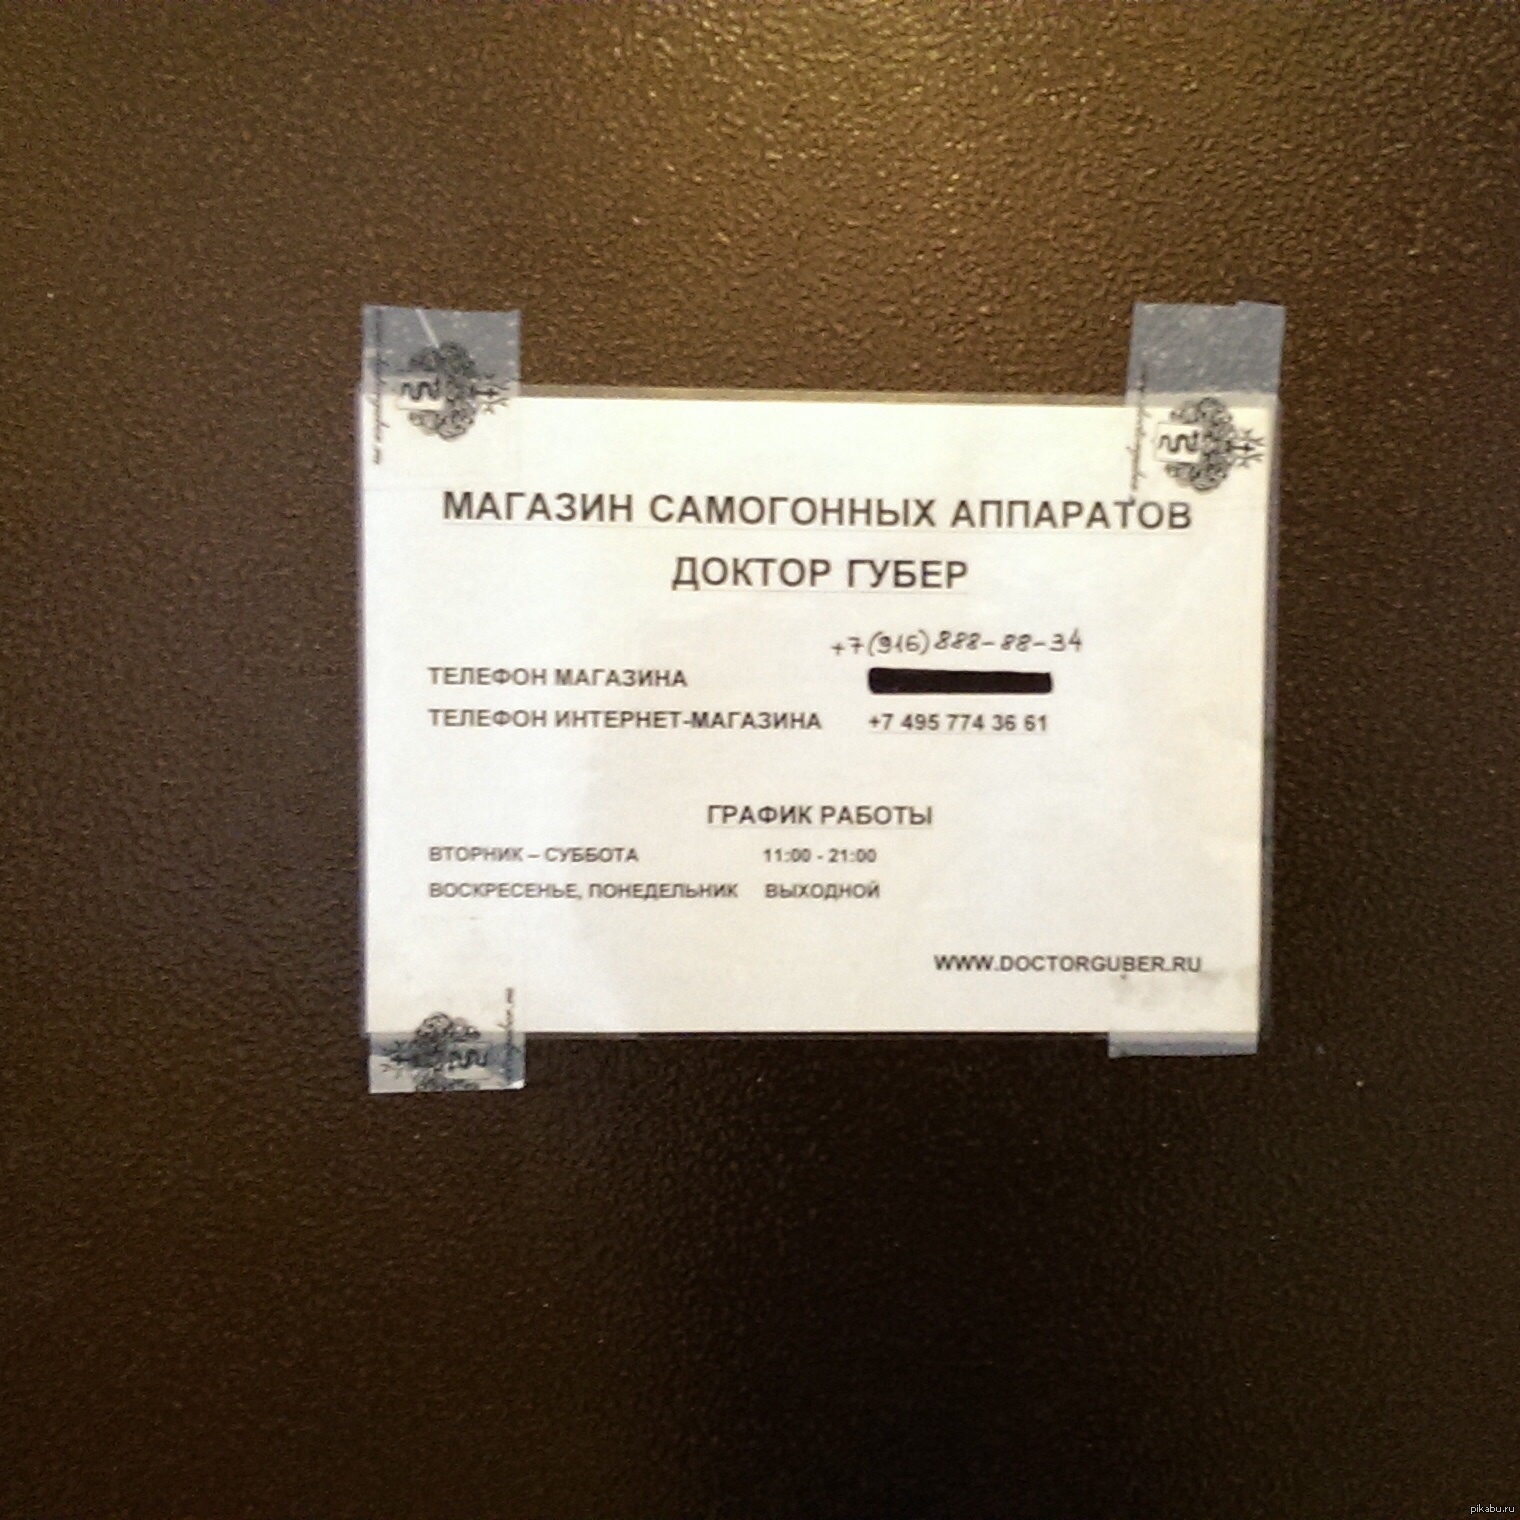 МАГАЗИН САМОГОННЫХ АППАРАТОВ
ДОКТОР ГУБЕР
+7(916)888-88-34
ТЕЛЕФОН МАГАЗИНА
ТЕЛЕФОН ИНТЕРНЕТ-МАГАЗИНА +7 495 774 36 61
ГРАФИК РАБОТЫ
ВТОРНИК – СУББОТА 11:00 - 21:00
ВОСКРЕСЕНЬЕ, ПОНЕДЕЛЬНИК ВЫХОДНОЙ
WWW.DOCTORGUBER.RU
pikabu.ru